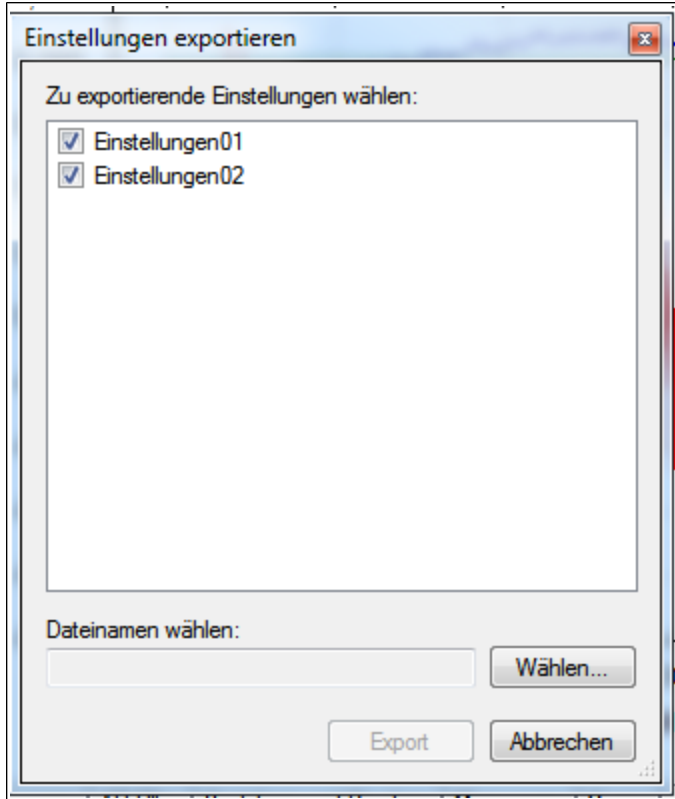 Einstellungen exportieren
Zu exportierende Einstellungen wählen:
Einstellungen01
Einstellungen02
Dateinamen wählen:
Wählen...
Export
Abbrechen